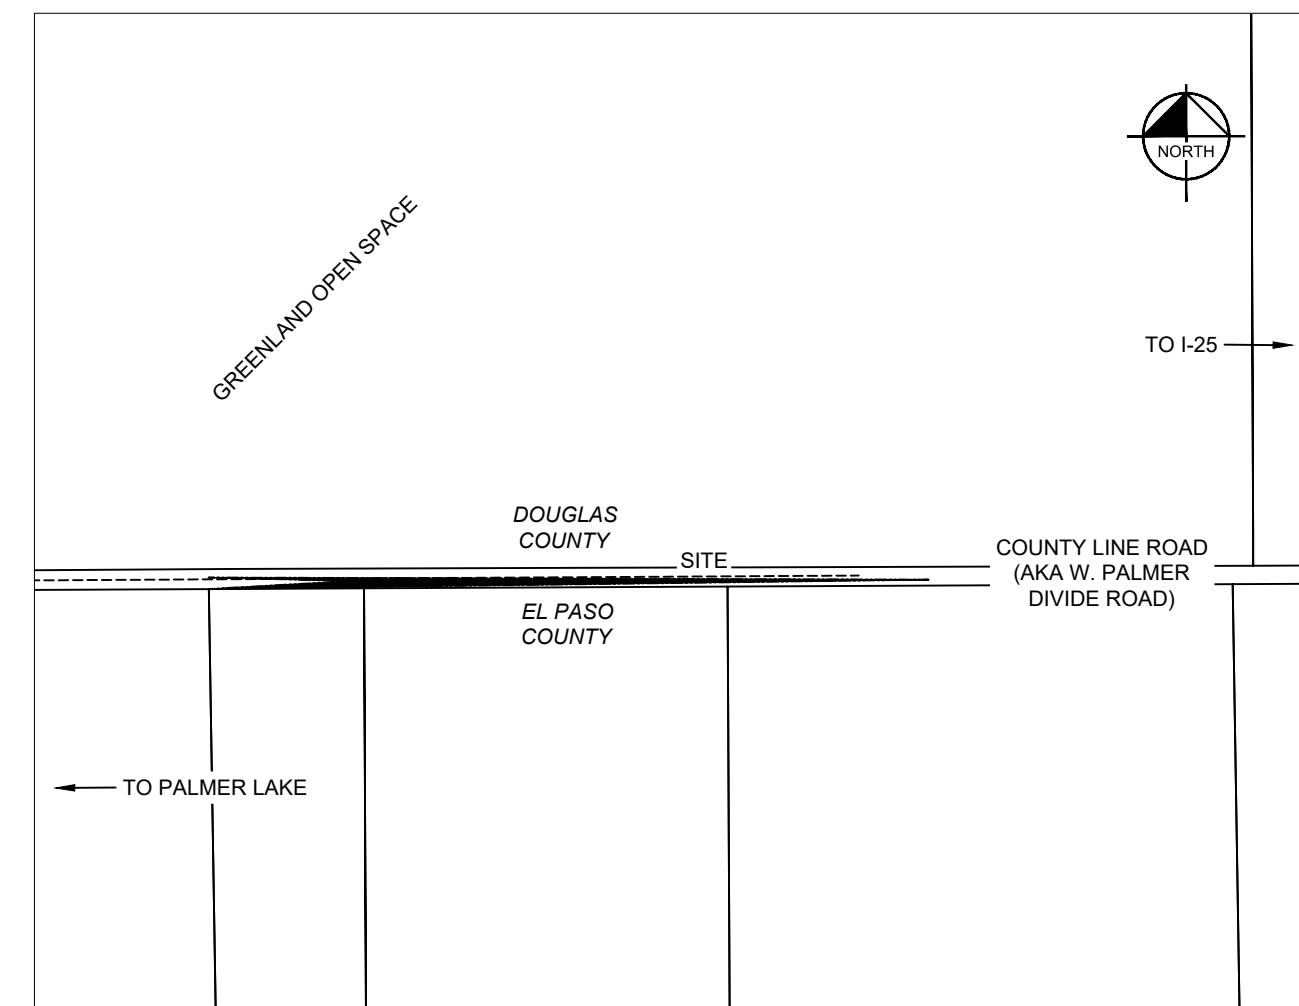 NORTH
GREENLAND OPEN SPACE
TO I-25
DOUGLAS
COUNTY
SITE
COUNTY LINE ROAD
(AKA W. PALMER
DIVIDE ROAD)
EL PASO
COUNTY
TO PALMER LAKE